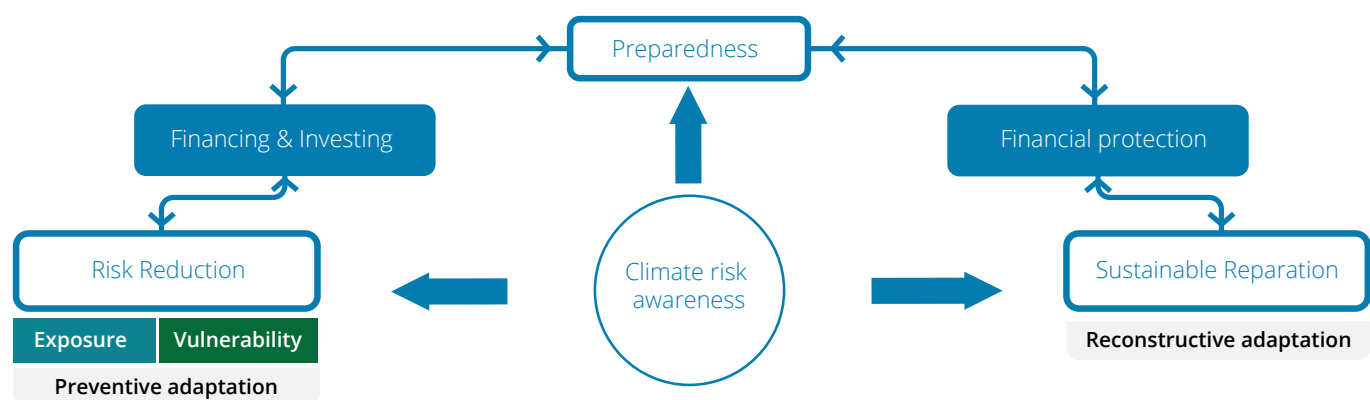 Preparedness
Financing & Investing
Financial protection
Risk Reduction
Climate risk
awareness
Sustainable Reparation
Exposure
Vulnerability
Reconstructive adaptation
Preventive adaptation